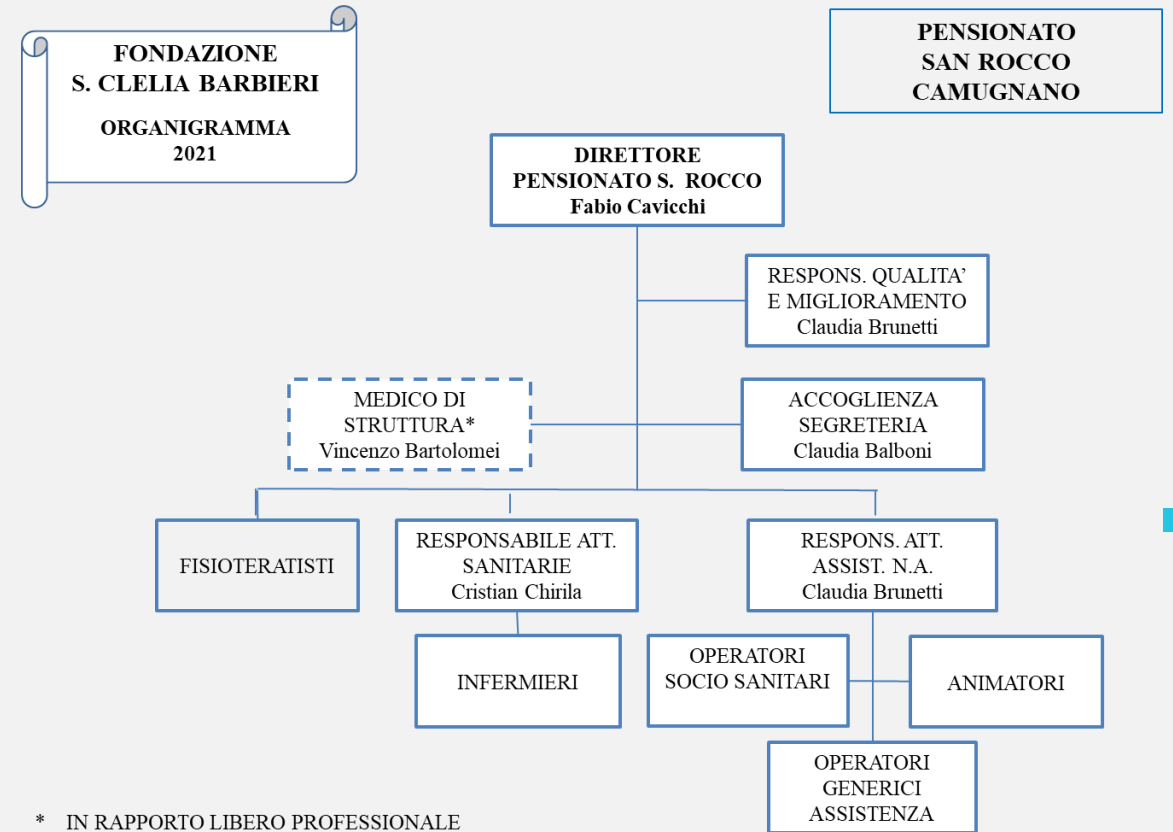 FONDAZIONE
S. CLELIA BARBIERI
ORGANIGRAMMA
2021
PENSIONATO
SAN ROCCO
CAMUGNANO
DIRETTORE
PENSIONATO S. ROCCO
Fabio Cavicchi
RESPONS. QUALITA’
E MIGLIORAMENTO
Claudia Brunetti
MEDICO DI
STRUTTURA*
Vincenzo Bartolomei
ACCOGLIENZA
SEGRETERIA
Claudia Balboni
FISIOTERATISTI
RESPONSABILE ATT.
SANITARIE
Cristian Chirila
RESPONS. ATT.
ASSIST. N.A.
Claudia Brunetti
INFERMIERI
OPERATORI
SOCIO SANITARI
ANIMATORI
OPERATORI
GENERICI
ASSISTENZA
* IN RAPPORTO LIBERO PROFESSIONALE